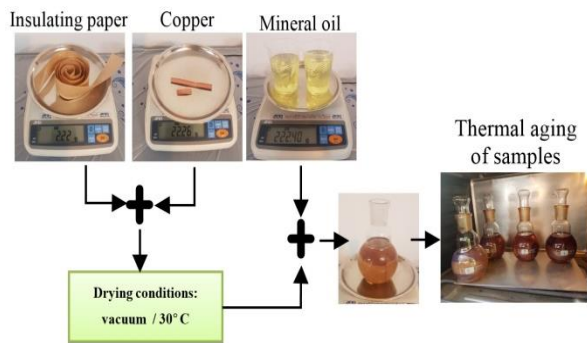 Insulating paper
Copper
Mineral oil
Thermal aging
of samples
Drying conditions:
vacuum / 30° C